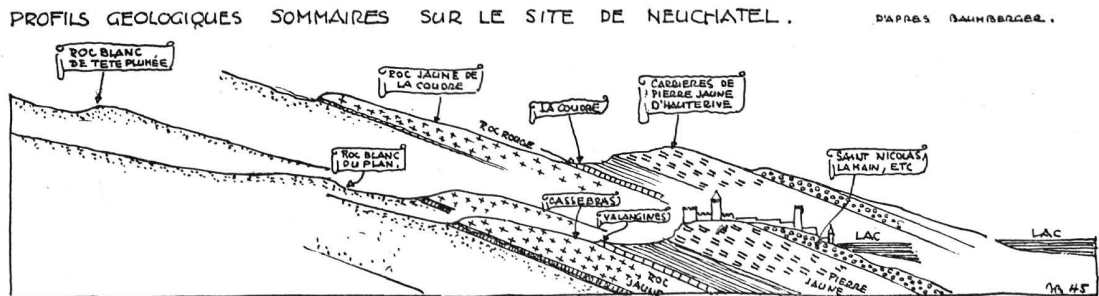 PROFILS GEOLOGIQUES SOMMAIRES SUR LE SITE DE NEUCHATEL. D'APRES BAUMBERGER.
ROC BLANC
DE TETE PLUMÉE
ROC JAUNE DE
LA COUDRE
ROC ROUGE
LA COUDRE
CARRIERES DE
PIERRE JAUNE
D'HAUTERIVE
ROC BLANC
DU PLAN.
SAINT NICOLAS,
LA MAIN, ETC
CASSEBRAS
VALANGINES
LAC
LAC
ROC
JAUNE
PIERRE
JAUNE
45